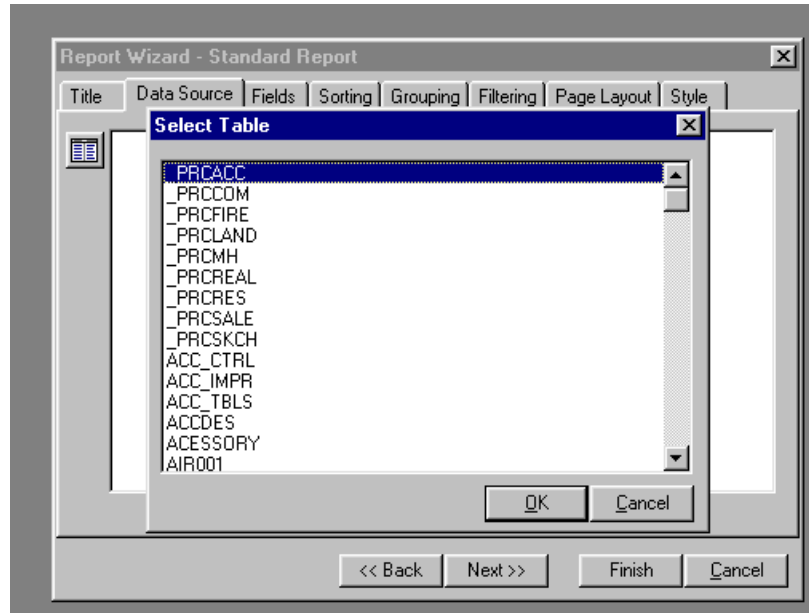 Report Wizard - Standard Report
Title Data Source Fields Sorting Grouping Filtering Page Layout Style
Select Table
_PRCACC
_PRCCOM
_PRCFIRE
_PRCLAND
_PRCMH
_PRCREAL
_PRCRES
_PRCSALE
_PRCSKCH
ACC_CTRL
ACC_IMPR
ACC_TBLS
ACCDES
ACESSORY
AIR001
OK Cancel
<< Back Next >> Finish Cancel